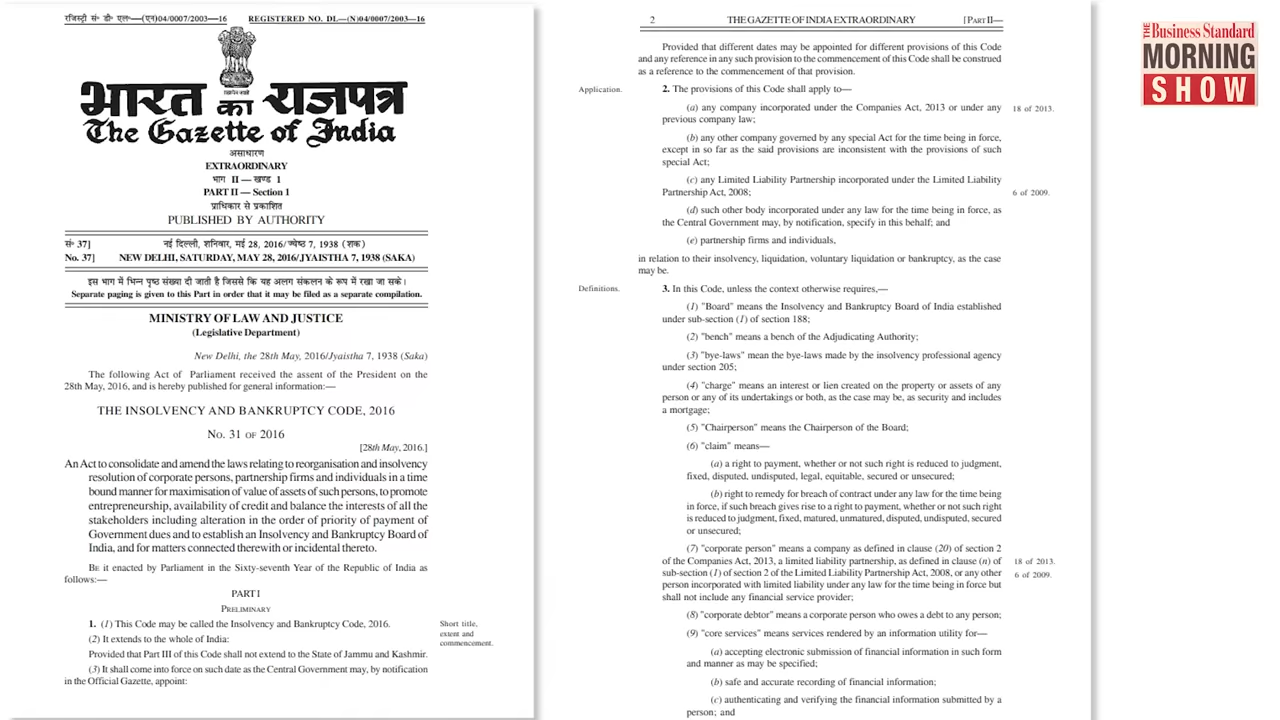 रजिस्ट्री सं॰ डी॰ एल॰—(एन)04/0007/2003—16 REGISTERED NO. DL—(N)04/0007/2003—16
भारत का राजपत्र
The Gazette of India
असाधारण
EXTRAORDINARY
भाग II — खण्ड 1
PART II — Section 1
प्राधिकार से प्रकाशित
PUBLISHED BY AUTHORITY
सं॰ 37] नई दिल्ली, शनिवार, मई 28, 2016/ज्येष्ठ 7, 1938 (शक)
No. 37] NEW DELHI, SATURDAY, MAY 28, 2016/JYAISTHA 7, 1938 (SAKA)
इस भाग में भिन्न पृष्ठ संख्या दी जाती है जिससे कि यह अलग संकलन के रूप में रखा जा सके।
Separate paging is given to this Part in order that it may be filed as a separate compilation.
MINISTRY OF LAW AND JUSTICE
(Legislative Department)
New Delhi, the 28th May, 2016/Jyaistha 7, 1938 (Saka)
The following Act of Parliament received the assent of the President on the
28th May, 2016, and is hereby published for general information:—
THE INSOLVENCY AND BANKRUPTCY CODE, 2016
No. 31 OF 2016
[28th May, 2016.]
An Act to consolidate and amend the laws relating to reorganisation and insolvency
resolution of corporate persons, partnership firms and individuals in a time
bound manner for maximisation of value of assets of such persons, to promote
entrepreneurship, availability of credit and balance the interests of all the
stakeholders including alteration in the order of priority of payment of
Government dues and to establish an Insolvency and Bankruptcy Board of
India, and for matters connected therewith or incidental thereto.
BE it enacted by Parliament in the Sixty-seventh Year of the Republic of India as
follows:—
PART I
PRELIMINARY
1. (1) This Code may be called the Insolvency and Bankruptcy Code, 2016.
Short title,
extent and
commencement.
(2) It extends to the whole of India:
Provided that Part III of this Code shall not extend to the State of Jammu and Kashmir.
(3) It shall come into force on such date as the Central Government may, by notification
in the Official Gazette, appoint:
2 THE GAZETTE OF INDIA EXTRAORDINARY [PART II—
Provided that different dates may be appointed for different provisions of this Code
and any reference in any such provision to the commencement of this Code shall be construed
as a reference to the commencement of that provision.
Application. 2. The provisions of this Code shall apply to—
(a) any company incorporated under the Companies Act, 2013 or under any 18 of 2013.
previous company law;
(b) any other company governed by any special Act for the time being in force,
except in so far as the said provisions are inconsistent with the provisions of such
special Act;
(c) any Limited Liability Partnership incorporated under the Limited Liability
Partnership Act, 2008; 6 of 2009.
(d) such other body incorporated under any law for the time being in force, as
the Central Government may, by notification, specify in this behalf; and
(e) partnership firms and individuals,
in relation to their insolvency, liquidation, voluntary liquidation or bankruptcy, as the case
may be.
Definitions. 3. In this Code, unless the context otherwise requires,—
(1) "Board" means the Insolvency and Bankruptcy Board of India established
under sub-section (1) of section 188;
(2) "bench" means a bench of the Adjudicating Authority;
(3) "bye-laws" mean the bye-laws made by the insolvency professional agency
under section 205;
(4) "charge" means an interest or lien created on the property or assets of any
person or any of its undertakings or both, as the case may be, as security and includes
a mortgage;
(5) "Chairperson" means the Chairperson of the Board;
(6) "claim" means—
(a) a right to payment, whether or not such right is reduced to judgment,
fixed, disputed, undisputed, legal, equitable, secured or unsecured;
(b) right to remedy for breach of contract under any law for the time being
in force, if such breach gives rise to a right to payment, whether or not such right
is reduced to judgment, fixed, matured, unmatured, disputed, undisputed, secured
or unsecured;
(7) "corporate person" means a company as defined in clause (20) of section 2
of the Companies Act, 2013, a limited liability partnership, as defined in clause (n) of 18 of 2013.
sub-section (1) of section 2 of the Limited Liability Partnership Act, 2008, or any other 6 of 2009.
person incorporated with limited liability under any law for the time being in force but
shall not include any financial service provider;
(8) "corporate debtor" means a corporate person who owes a debt to any person;
(9) "core services" means services rendered by an information utility for—
(a) accepting electronic submission of financial information in such form
and manner as may be specified;
(b) safe and accurate recording of financial information;
(c) authenticating and verifying the financial information submitted by a
person; and
THE Business Standard
MORNING
SHOW